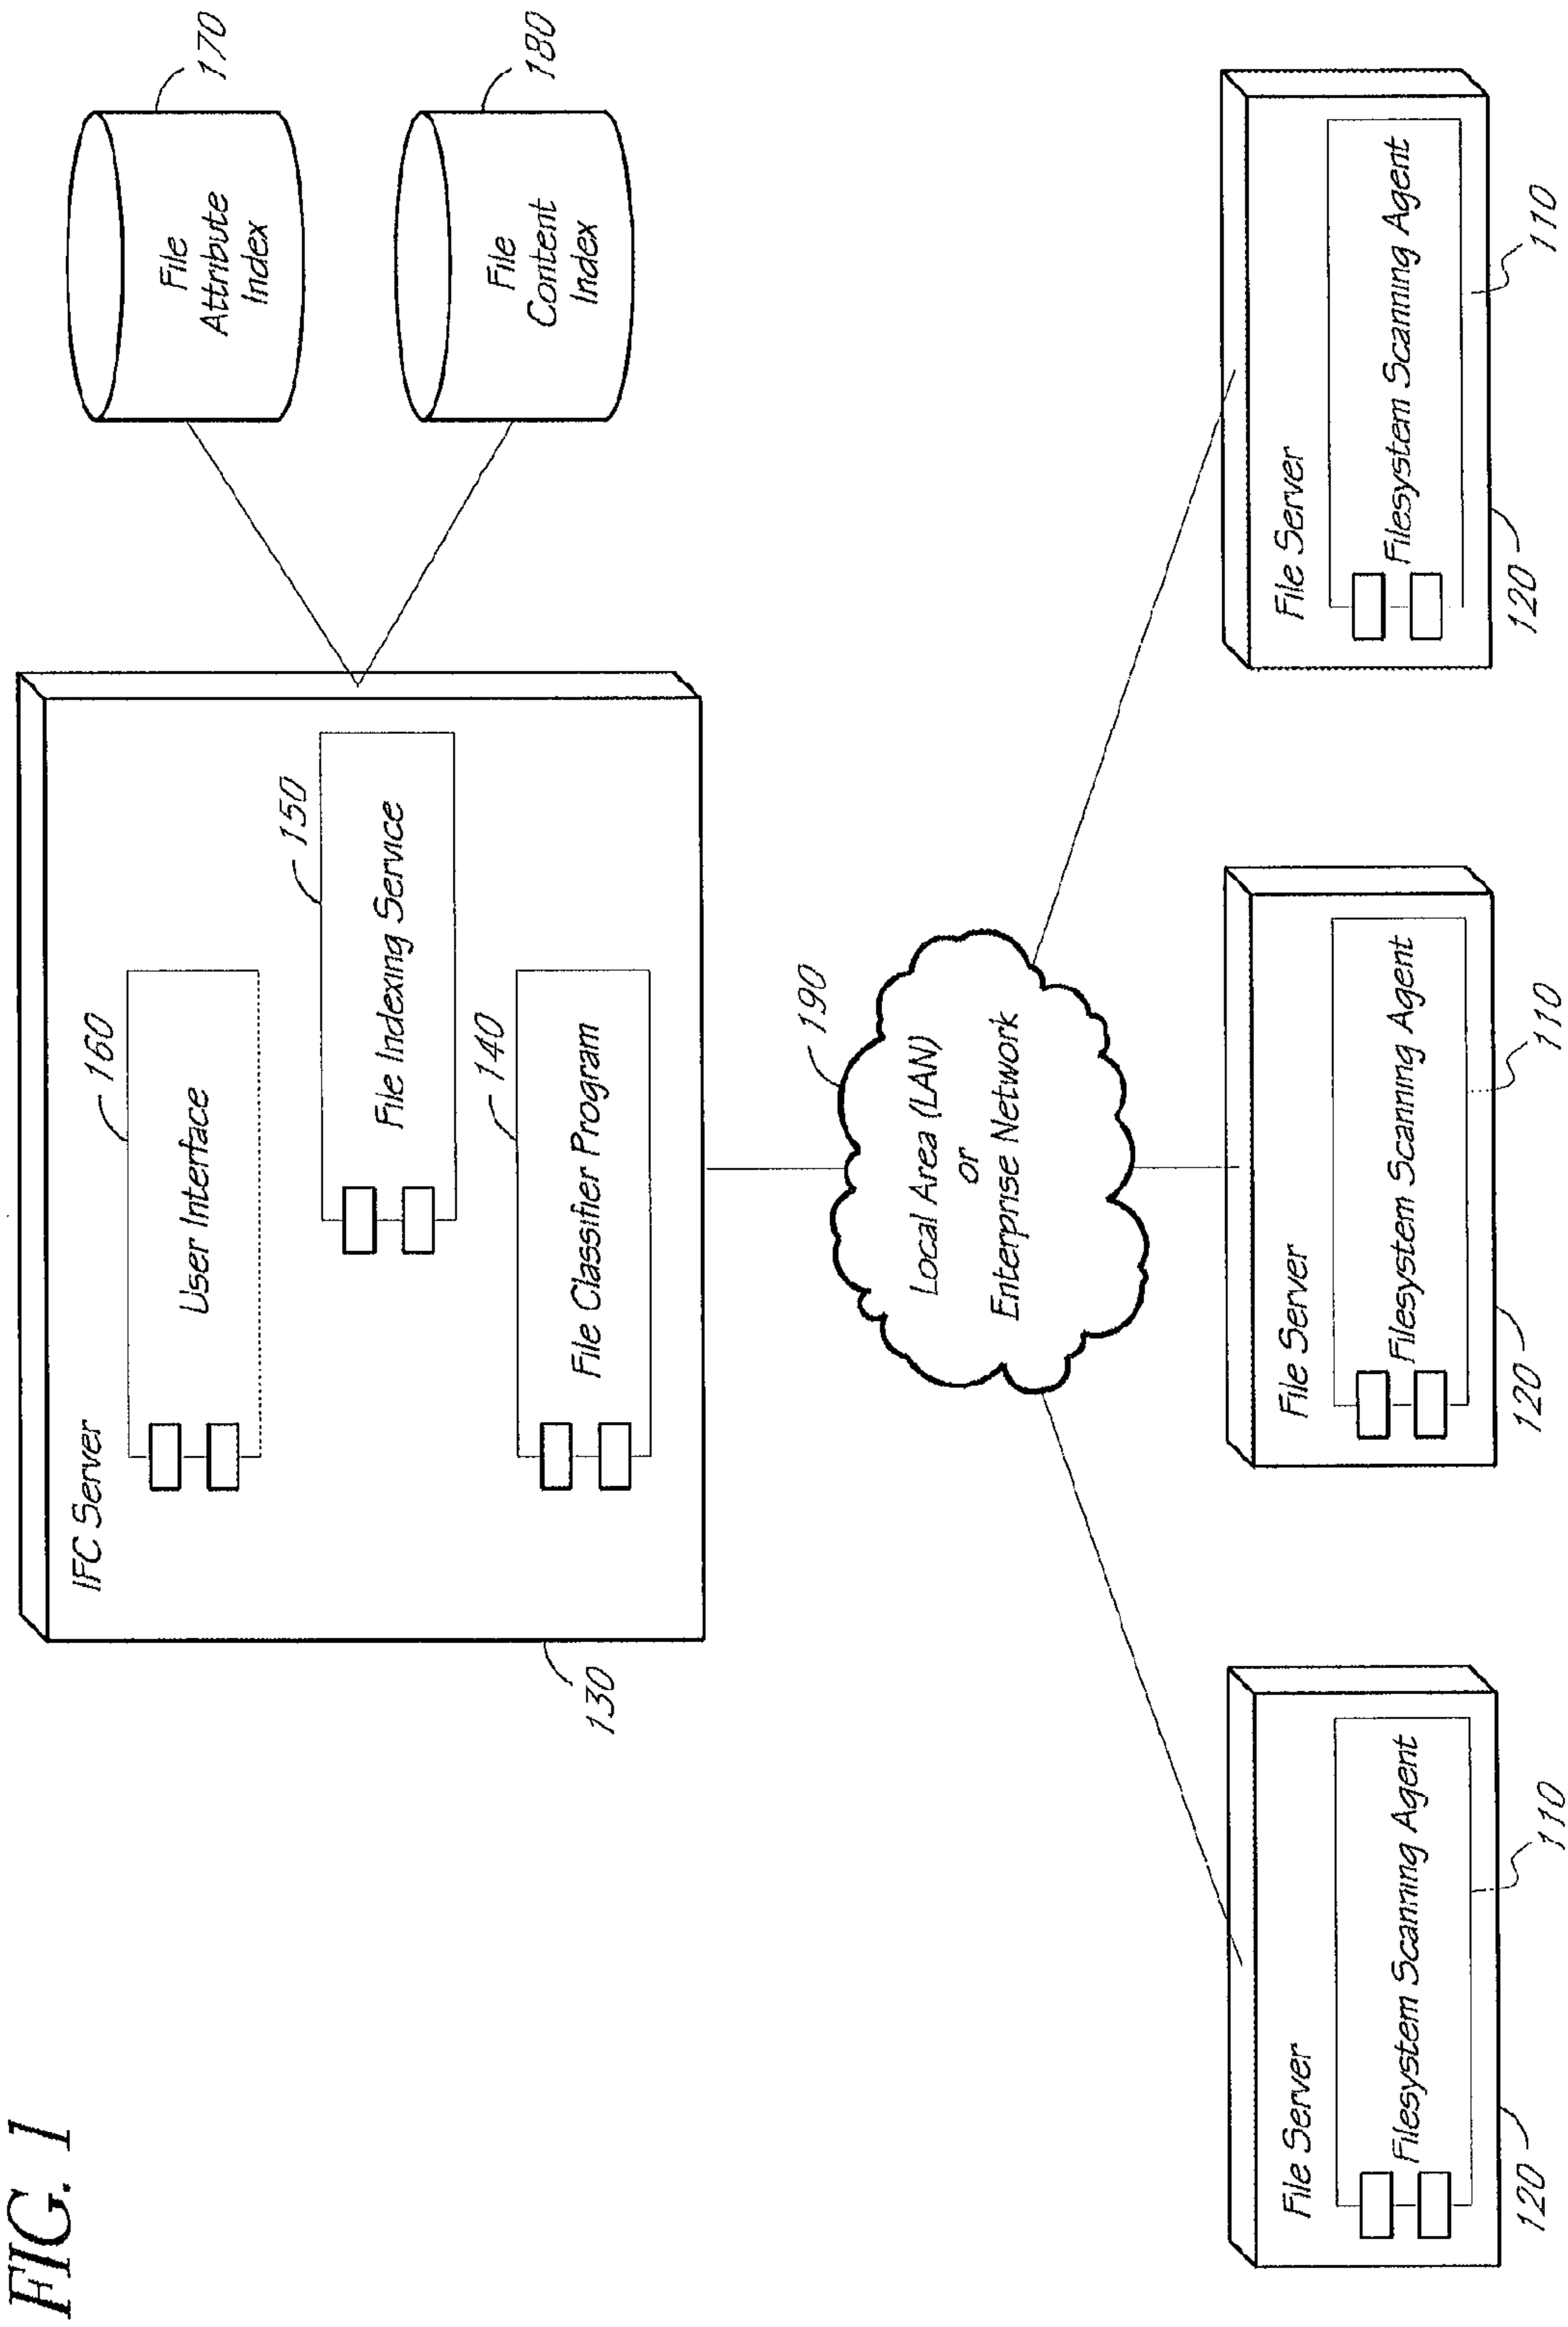 FIG. 1
IFC Server
160
User Interface
150
File Indexing Service
140
File Classifier Program
130
170
File
Attribute
Index
180
File
Content
Index
190
Local Area (LAN)
or
Enterprise Network
File Server
Filesystem Scanning Agent
120
110
File Server
Filesystem Scanning Agent
120
110
File Server
Filesystem Scanning Agent
120
110